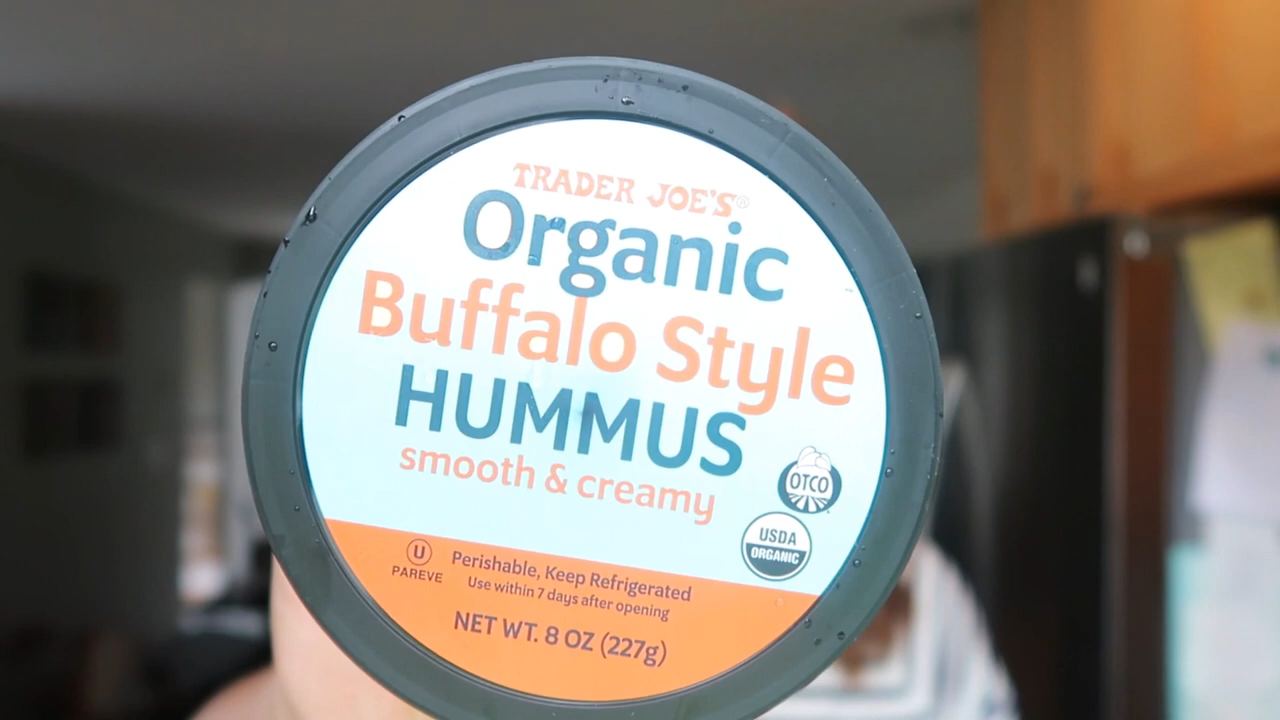 TRADER JOE'S®
Organic
Buffalo Style
HUMMUS
smooth & creamy
OTCO
USDA
ORGANIC
U
PAREVE
Perishable, Keep Refrigerated
Use within 7 days after opening
NET WT. 8 OZ (227g)